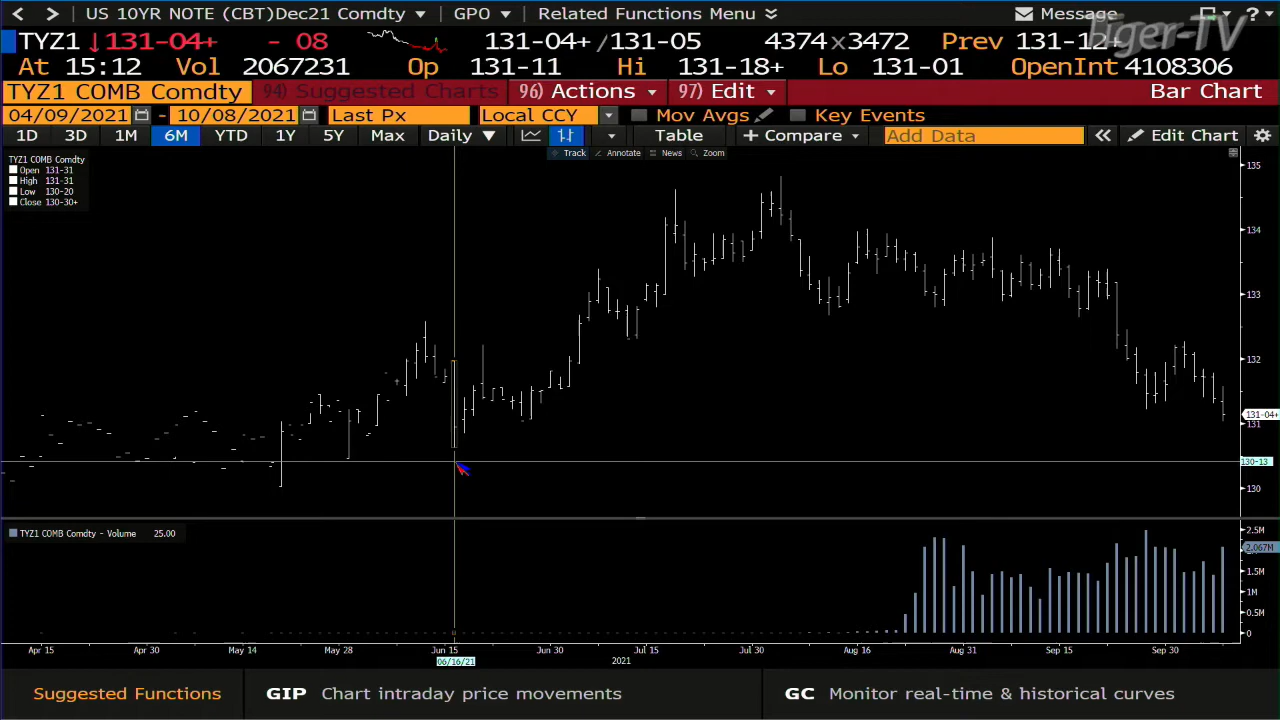 < > US 10YR NOTE (CBT)Dec21 Comdty GPO Related Functions Menu Message ?
TYZ1 ↓131-04+ - 08 131-04+/131-05 4374x3472 Prev 131-12+
At 15:12 Vol 2067231 Op 131-11 Hi 131-18+ Lo 131-01 OpenInt 4108306
TYZ1 COMB Comdty 94) Suggested Charts 96) Actions 97) Edit Bar Chart
04/09/2021 - 10/08/2021 Last Px Local CCY Mov Avgs Key Events
1D 3D 1M 6M YTD 1Y 5Y Max Daily ▼ Table + Compare Add Data « Edit Chart
Track Annotate News Zoom
TYZ1 COMB Comdty
Open 131-31
High 131-31
Low 130-20
Close 130-30+
135
134
133
132
131-04+
131
130-13
130
TYZ1 COMB Comdty - Volume 25.00
2.5M
2.067M
1.5M
1M
0.5M
0
Apr 15 Apr 30 May 14 May 28 Jun 15 Jun 30 Jul 15 Jul 30 Aug 16 Aug 31 Sep 15 Sep 30
06/16/21 2021
Suggested Functions GIP Chart intraday price movements GC Monitor real-time & historical curves